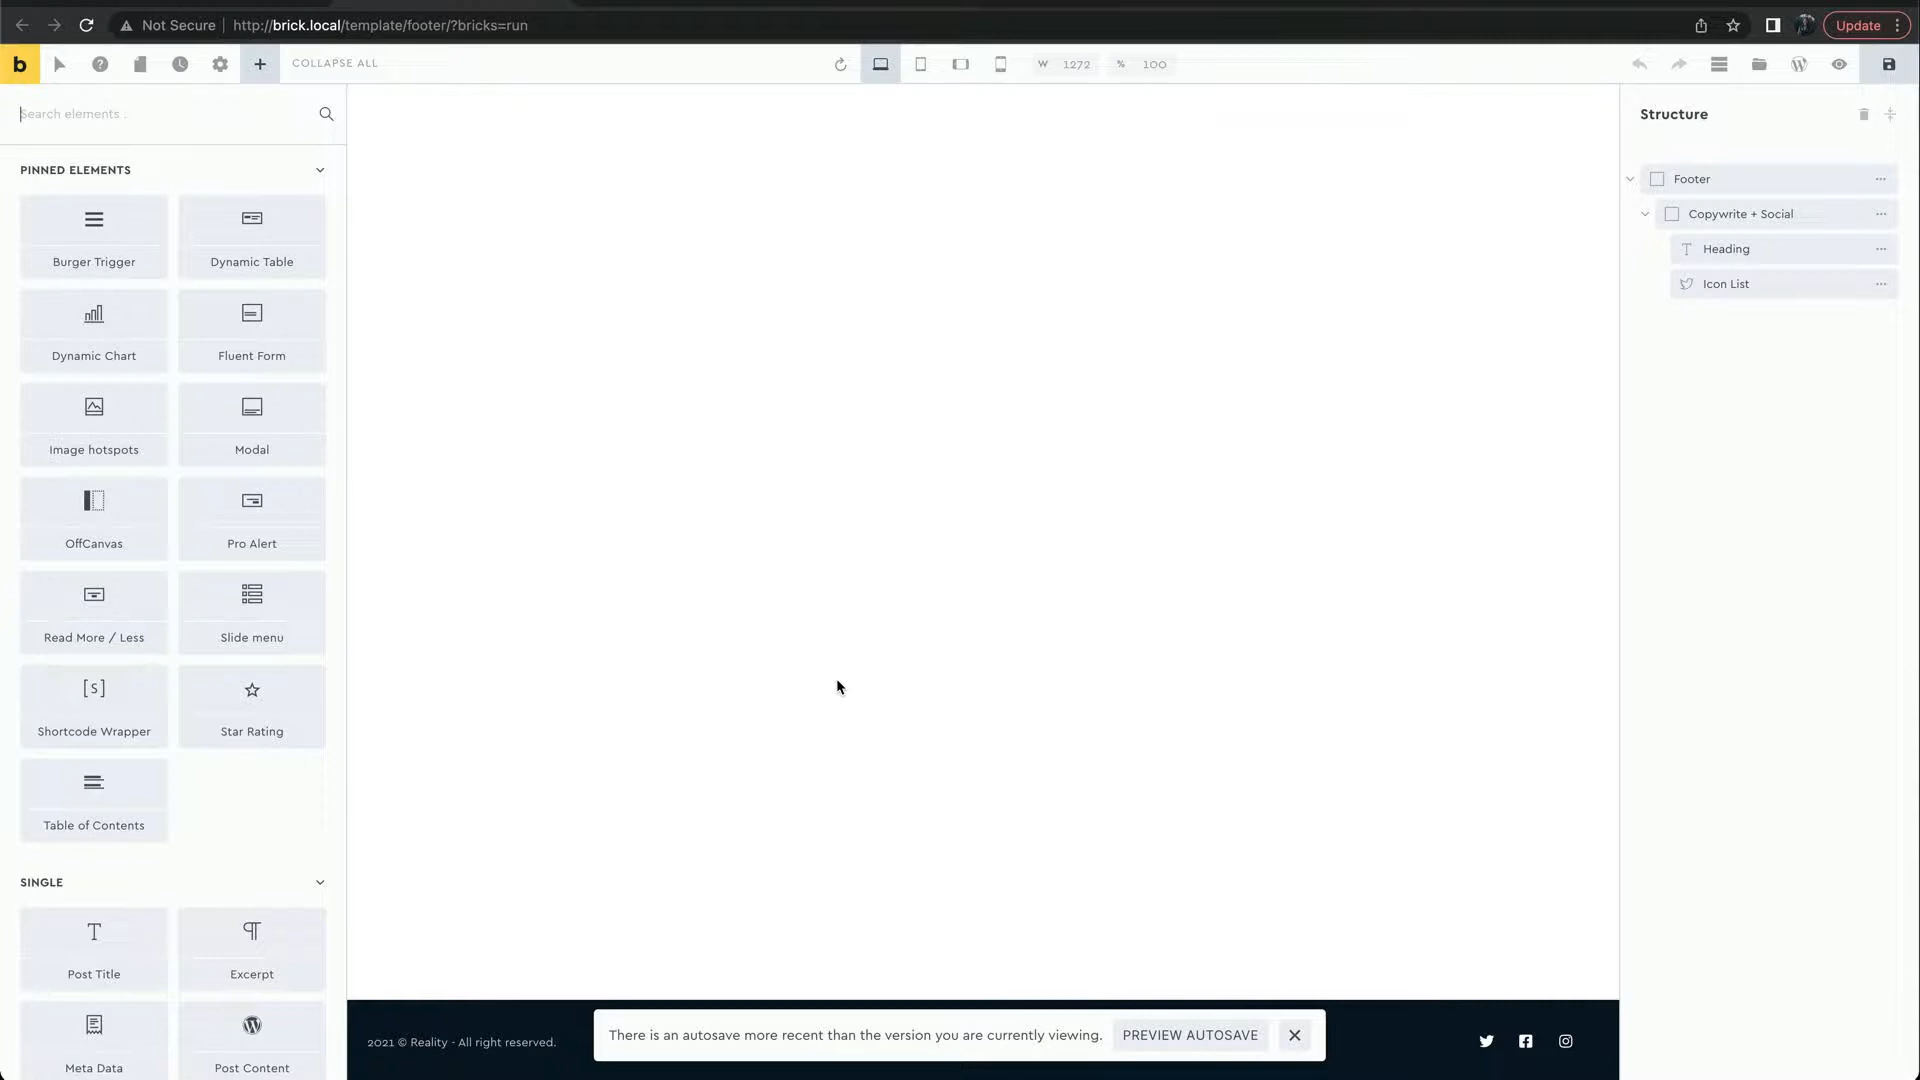 Not Secure http://brick.local/template/footer/?bricks=run Update
b COLLAPSE ALL W 1272 % 100
Search elements . Structure
PINNED ELEMENTS
Footer
Copywrite + Social
Burger Trigger Dynamic Table
Heading
Icon List
Dynamic Chart Fluent Form
Image hotspots Modal
OffCanvas Pro Alert
Read More / Less Slide menu
[S]
Shortcode Wrapper Star Rating
Table of Contents
SINGLE
Post Title Excerpt
2021 © Reality - All right reserved. There is an autosave more recent than the version you are currently viewing. PREVIEW AUTOSAVE
Meta Data Post Content